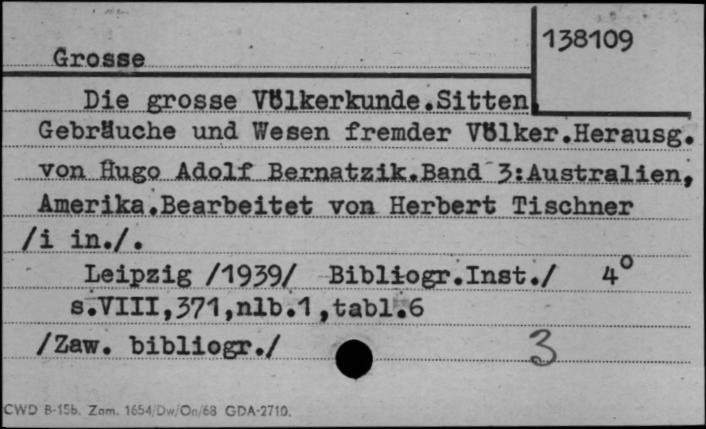 138109
Grosse
Die grosse Völkerkunde.Sitten
Gebräuche und Wesen fremder Völker.Herausg.
von Hugo Adolf Bernatzik.Band 3:Australien,
Amerika.Bearbeitet von Herbert Tischner
/i in./.
Leipzig /1939/ Bibliogr.Inst./ 4°
s.VIII,371,nlb.1,tabl.6
/Zaw. bibliogr./
3
CWD B-15b. Zam. 1654/Dw/On/68 GDA-2710.